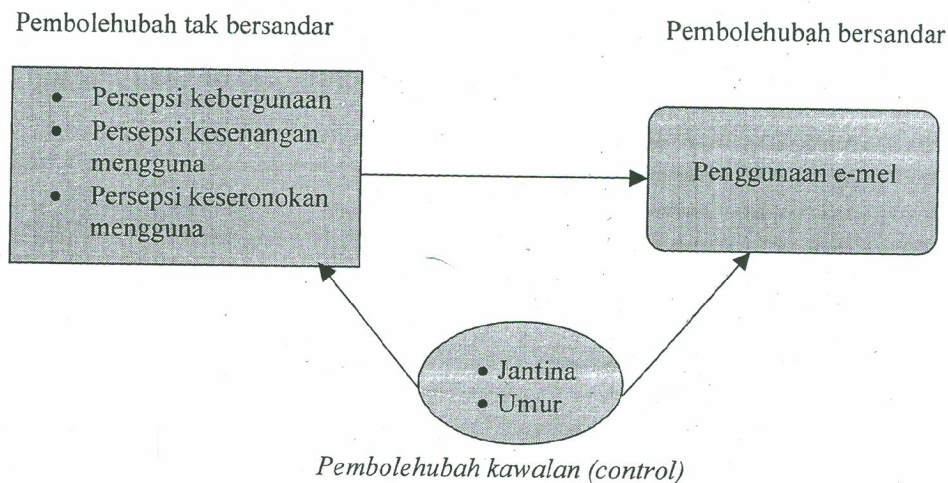 Pembolehubah tak bersandar
Pembolehubah bersandar
• Persepsi kebergunaan
• Persepsi kesenangan
mengguna
• Persepsi keseronokan
mengguna
Penggunaan e-mel
• Jantina
• Umur
Pembolehubah kawalan (control)